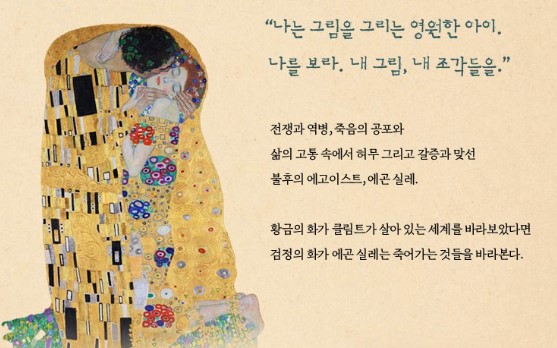 “나는 그림을 그리는 영원한 아이.
나를 보라. 내 그림, 내 조각들을.”
전쟁과 역병, 죽음의 공포와
삶의 고통 속에서 허무 그리고 갈증과 맞선
불후의 에고이스트, 에곤 실레.
황금의 화가 클림트가 살아 있는 세계를 바라보았다면
검정의 화가 에곤 실레는 죽어가는 것들을 바라본다.